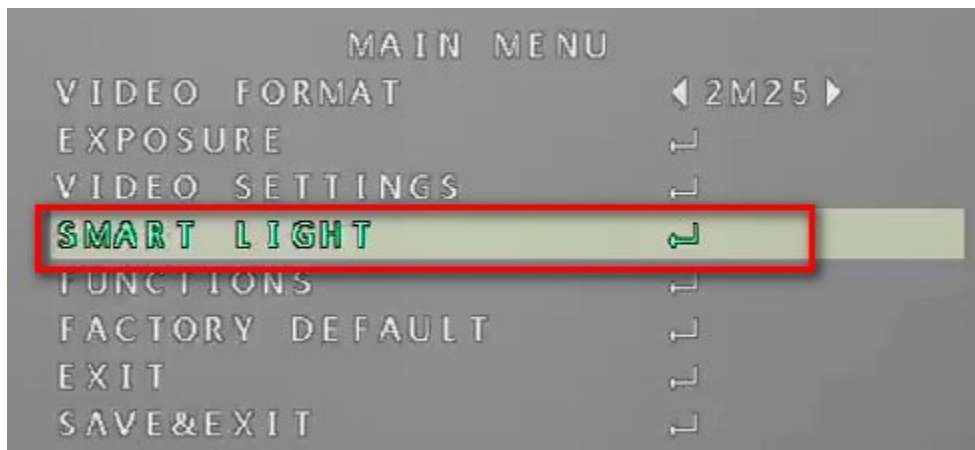 MAIN MENU
VIDEO FORMAT 2M25
EXPOSURE
VIDEO SETTINGS
SMART LIGHT
FUNCTIONS
FACTORY DEFAULT
EXIT
SAVE&EXIT